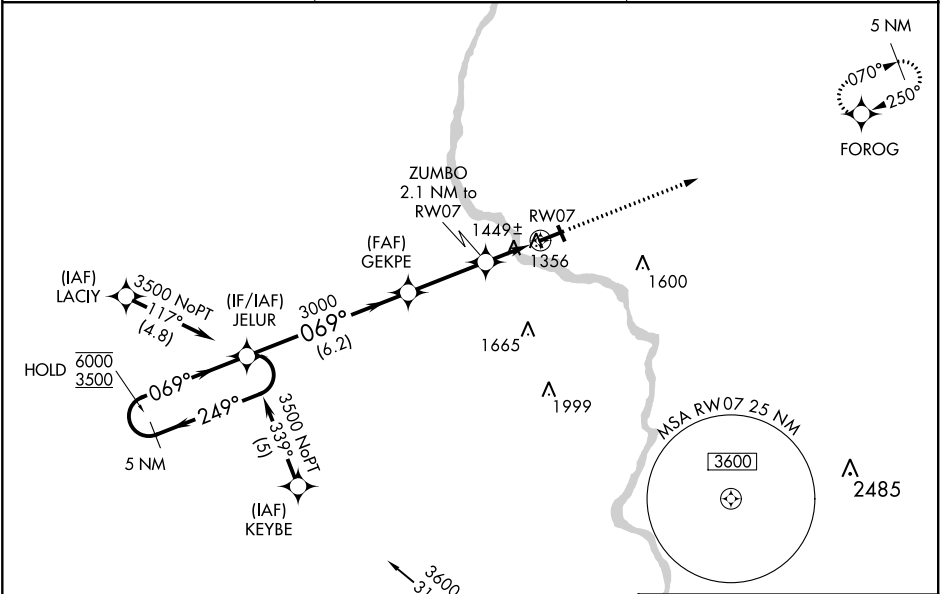 5 NM
070°
250°
FOROG
ZUMBO
2.1 NM to
RW07
RW07
1449±
1356
(FAF)
GEKPE
1600
(IAF)
LACIY
3500 NoPT
117°
(4.8)
(IF/IAF)
JELUR
3000
069°
(6.2)
1665
HOLD 6000
3500
069°
249°
1999
3500 NoPT
339°
(5)
5 NM
MSA RW07 25 NM
3600
2485
(IAF)
KEYBE
3600